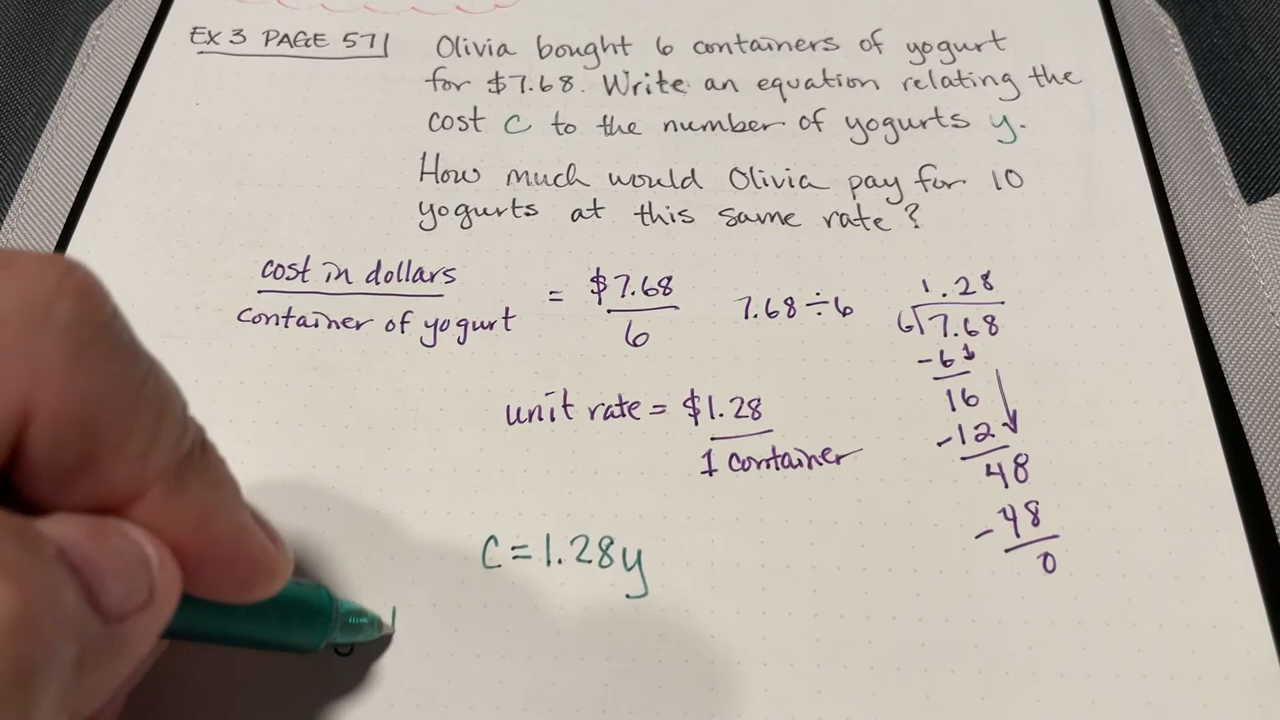 EX 3 PAGE 571
Olivia bought 6 containers of yogurt
for $7.68. Write an equation relating the
cost C to the number of yogurts y.
How much would Olivia pay for 10
yogurts at this same rate?
cost in dollars
container of yogurt
= $7.68
6
7.68 ÷ 6
1.28
6)7.68
-6↓
16
-12
48
-48
0
unit rate = $1.28
1 container
C = 1.28y